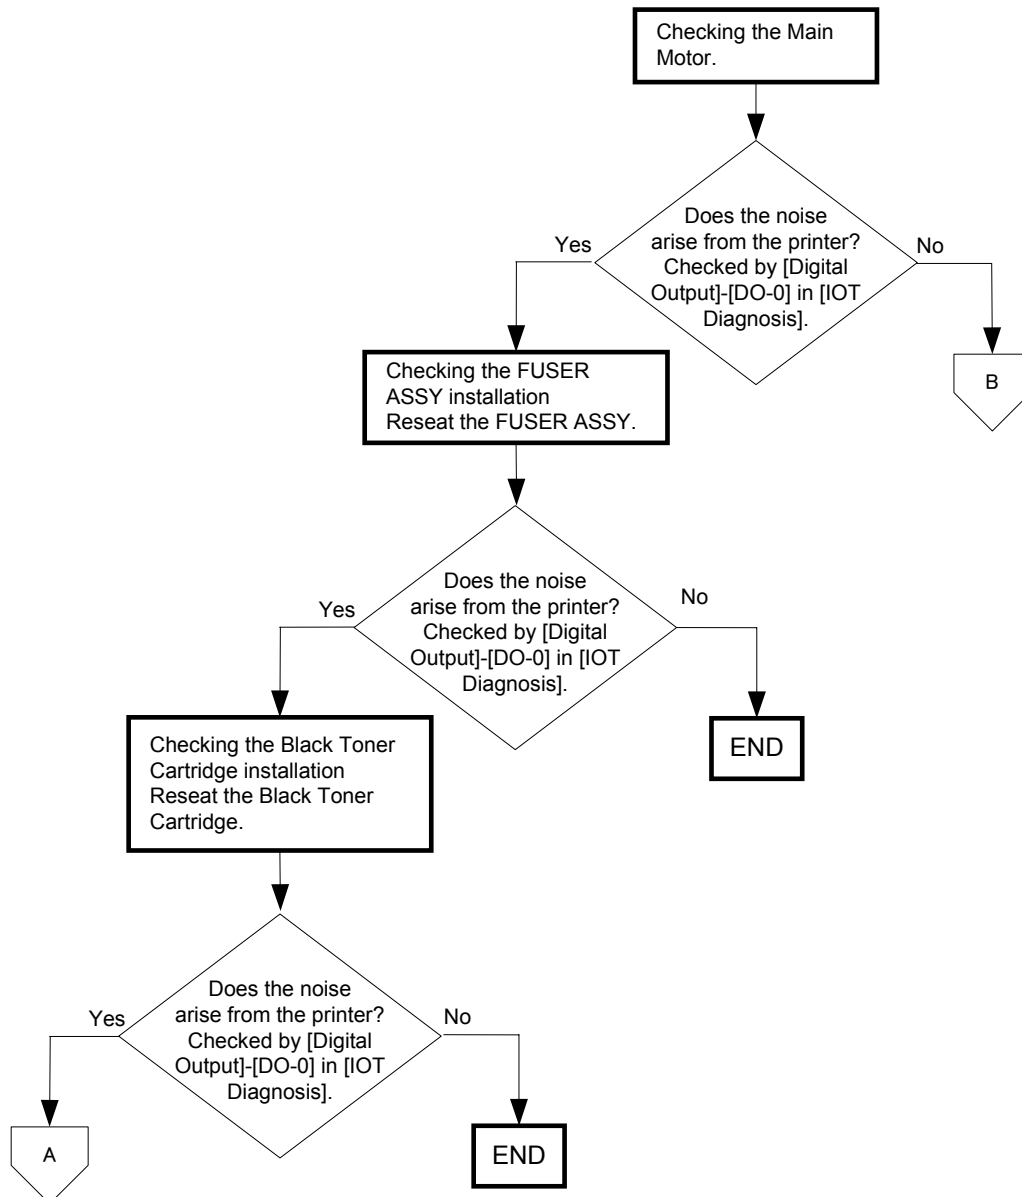 Checking the Main
Motor.
Does the noise
arise from the printer?
Checked by [Digital
Output]-[DO-0] in [IOT
Diagnosis].
Yes
No
B
Checking the FUSER
ASSY installation
Reseat the FUSER ASSY.
Does the noise
arise from the printer?
Checked by [Digital
Output]-[DO-0] in [IOT
Diagnosis].
Yes
No
END
Checking the Black Toner
Cartridge installation
Reseat the Black Toner
Cartridge.
Does the noise
arise from the printer?
Checked by [Digital
Output]-[DO-0] in [IOT
Diagnosis].
Yes
No
A
END